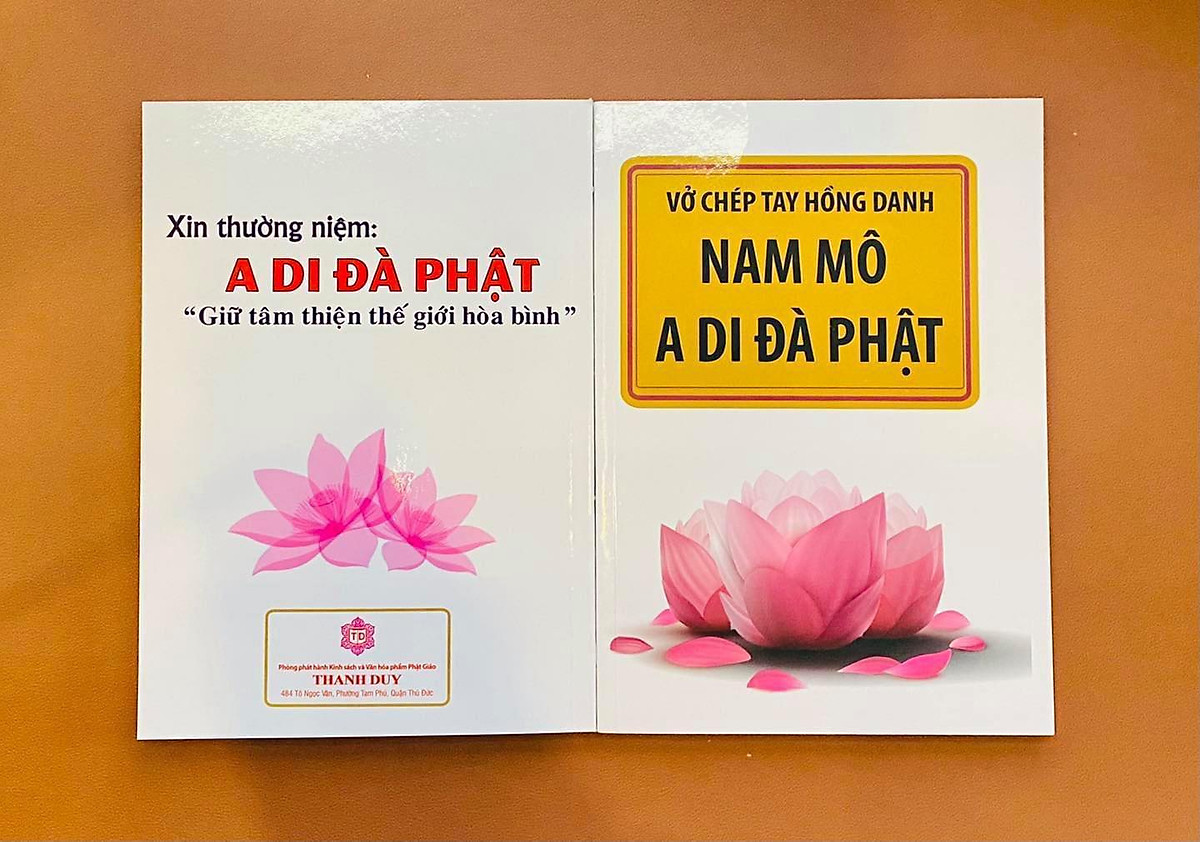 Xin thường niệm:
A DI ĐÀ PHẬT
“Giữ tâm thiện thế giới hòa bình”
TD
Phòng phát hành Kinh sách và Văn hóa phẩm Phật Giáo
THANH DUY
484 Tô Ngọc Vân, Phường Tam Phú, Quận Thủ Đức
VỞ CHÉP TAY HỒNG DANH
NAM MÔ
A DI ĐÀ PHẬT